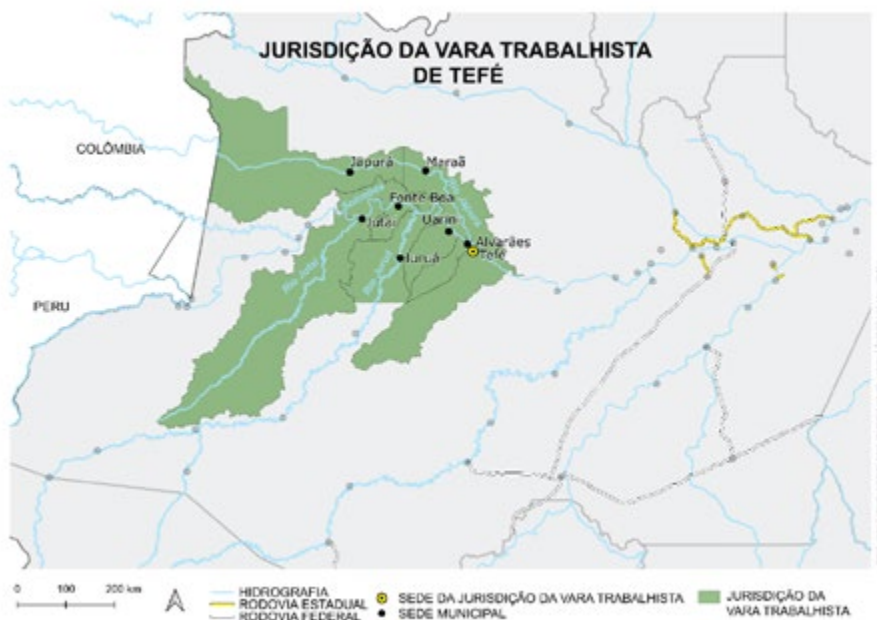 JURISDIÇÃO DA VARA TRABALHISTA
DE TEFÉ
COLÔMBIA
PERU
Japurá
Maraã
Fonte Boa
Jutaí
Uarini
Alvarães
Tefé
Juruá
0 100 200 km
HIDROGRAFIA
RODOVIA ESTADUAL
RODOVIA FEDERAL
SEDE DA JURISDIÇÃO DA VARA TRABALHISTA
SEDE MUNICIPAL
JURISDIÇÃO DA
VARA TRABALHISTA